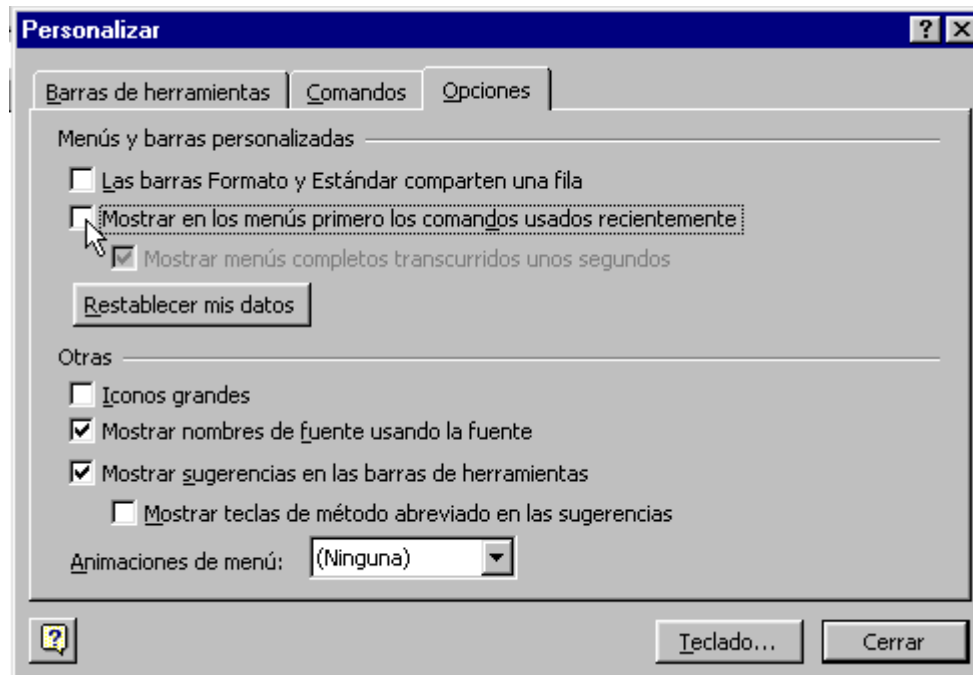 Personalizar
Barras de herramientas Comandos Opciones
Menús y barras personalizadas
Las barras Formato y Estándar comparten una fila
Mostrar en los menús primero los comandos usados recientemente
Mostrar menús completos transcurridos unos segundos
Restablecer mis datos
Otras
Iconos grandes
Mostrar nombres de fuente usando la fuente
Mostrar sugerencias en las barras de herramientas
Mostrar teclas de método abreviado en las sugerencias
Animaciones de menú: (Ninguna)
Teclado... Cerrar